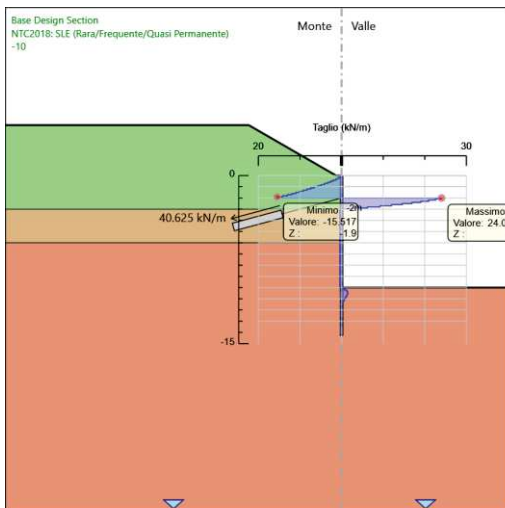 Base Design Section
NTC2018: SLE (Rara/Frequente/Quasi Permanente)
-10
Monte
Valle
Taglio (kN/m)
20
30
0
Minimo
-2m
Valore: -15.517
Z : -1.9
Massimo
Valore: 24.0
Z :
40.625 kN/m
-15